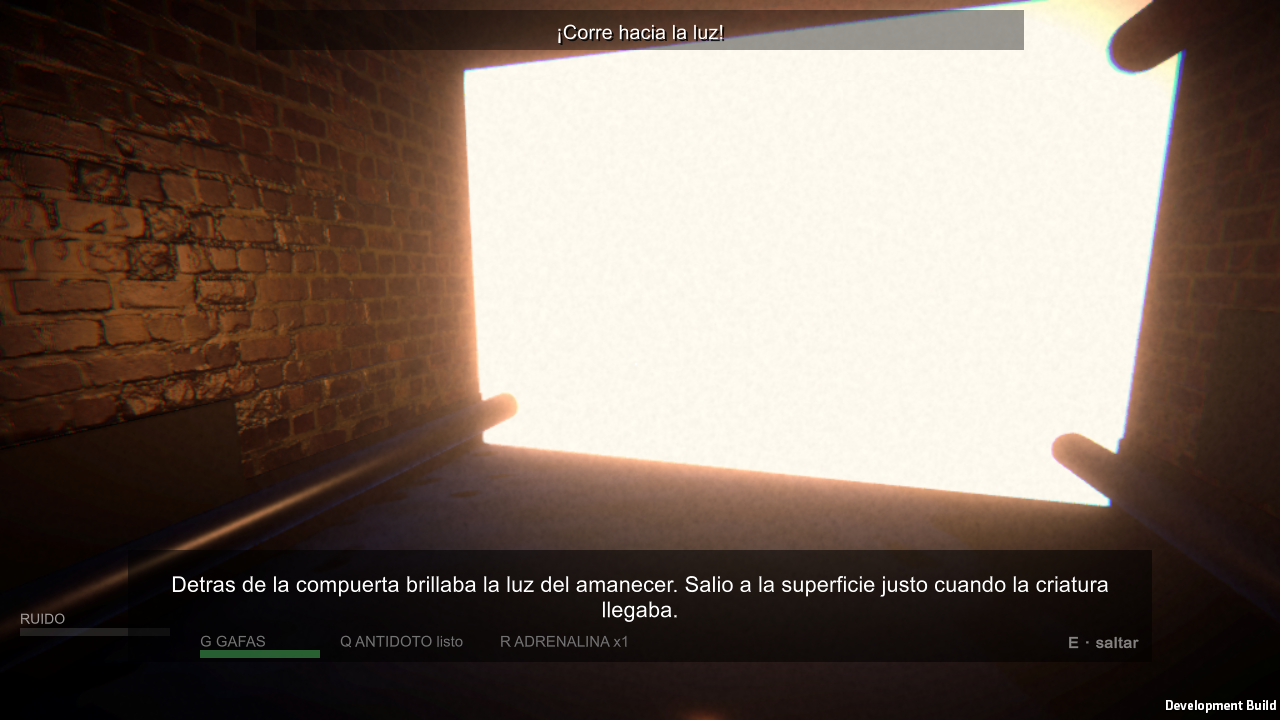 ¡Corre hacia la luz!
Detras de la compuerta brillaba la luz del amanecer. Salio a la superficie justo cuando la criatura
llegaba.
RUIDO
G GAFAS
Q ANTIDOTO listo
R ADRENALINA x1
E · saltar
Development Build